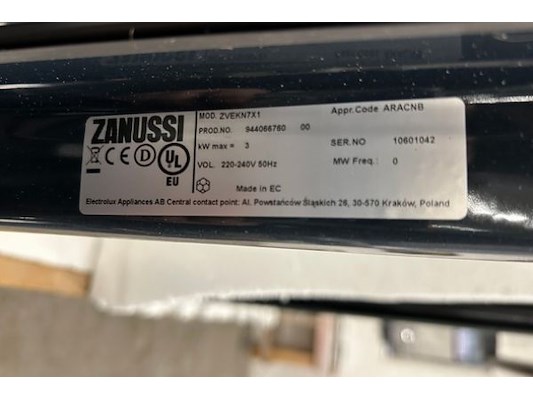 ZANUSSI
MOD. ZVEKN7X1 Appr.Code ARACNB
PROD.NO. 944066760 00
kW max = 3 SER.NO 10601042
VOL. 220-240V 50Hz MW Freq.: 0
CE D UL
EU
Made in EC
Electrolux Appliances AB Central contact point: Al. Powstańców Śląskich 26, 30-570 Kraków, Poland